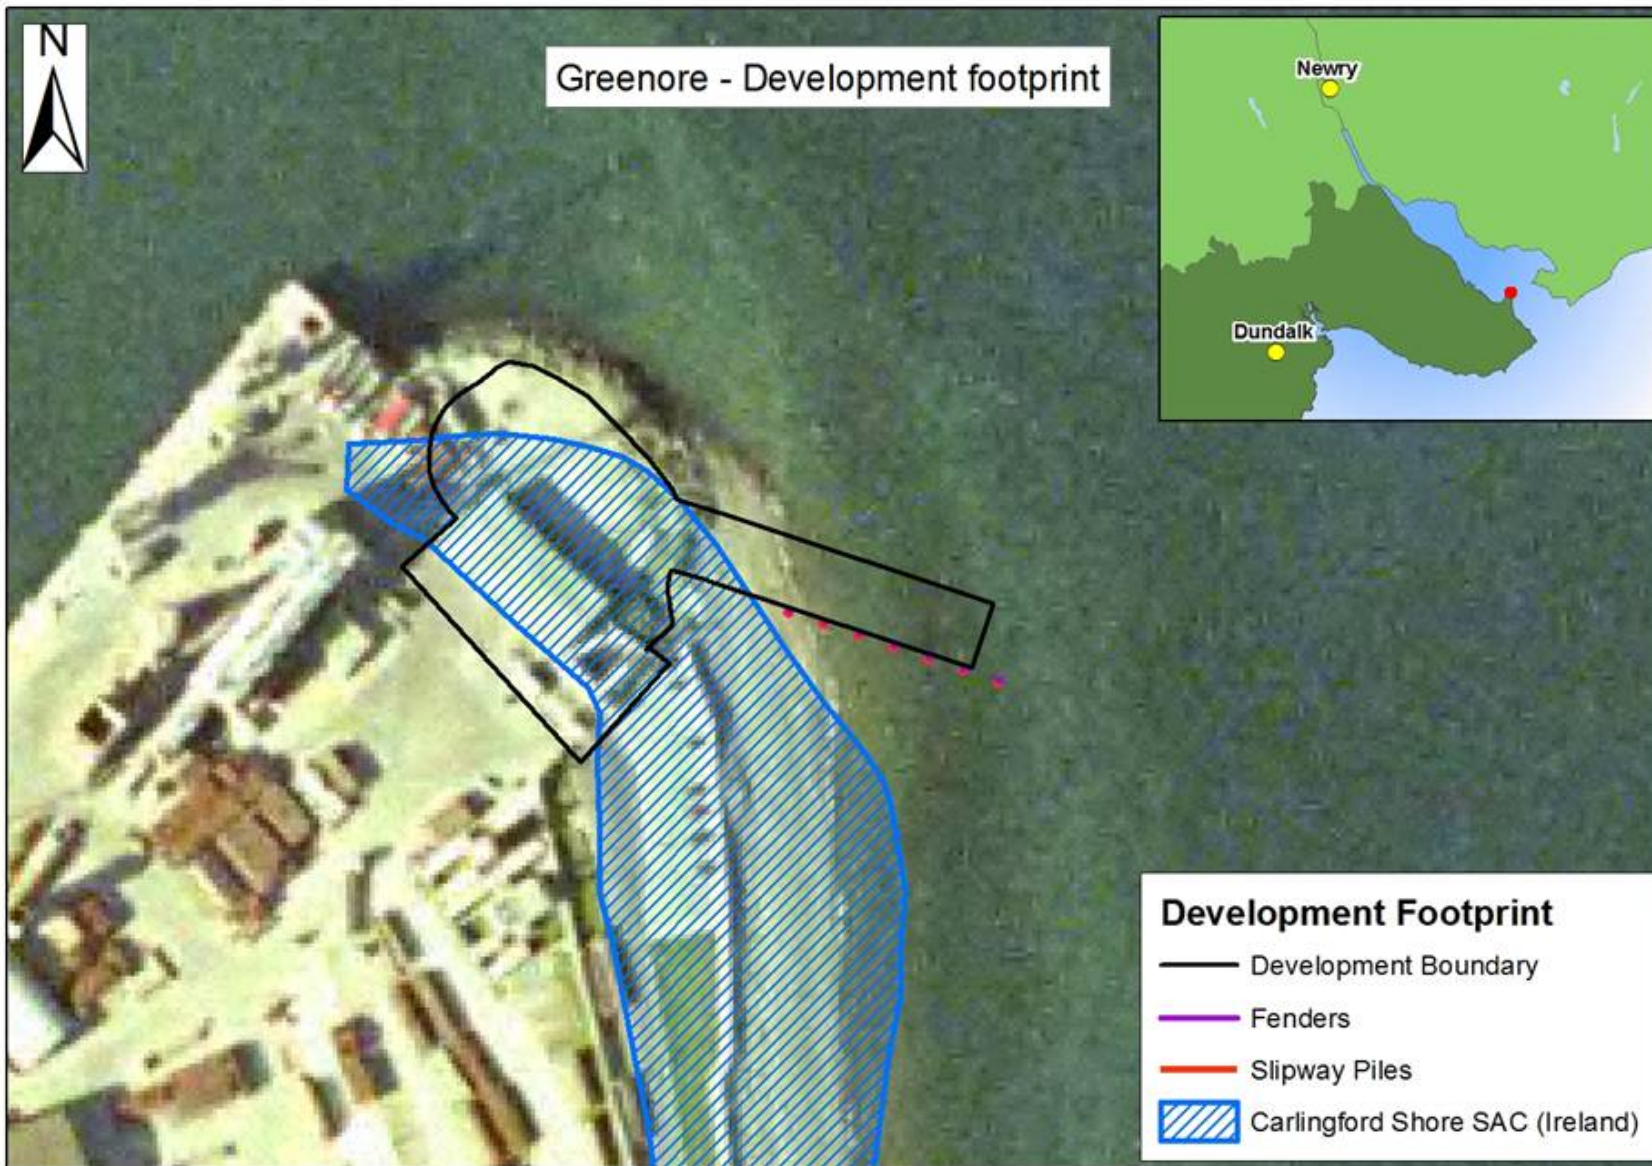 N
Greenore - Development footprint
Newry
Dundalk
Development Footprint
Development Boundary
Fenders
Slipway Piles
Carlingford Shore SAC (Ireland)